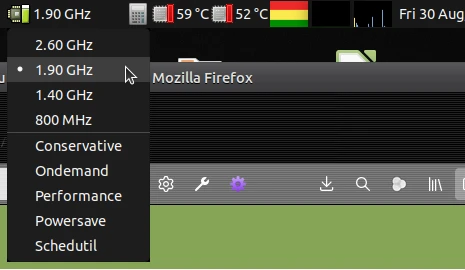 1.90 GHz 59 °C 52 °C Fri 30 Aug
2.60 GHz
1.90 GHz
Mozilla Firefox
1.40 GHz
800 MHz
Conservative
Ondemand
Performance
Powersave
Schedutil